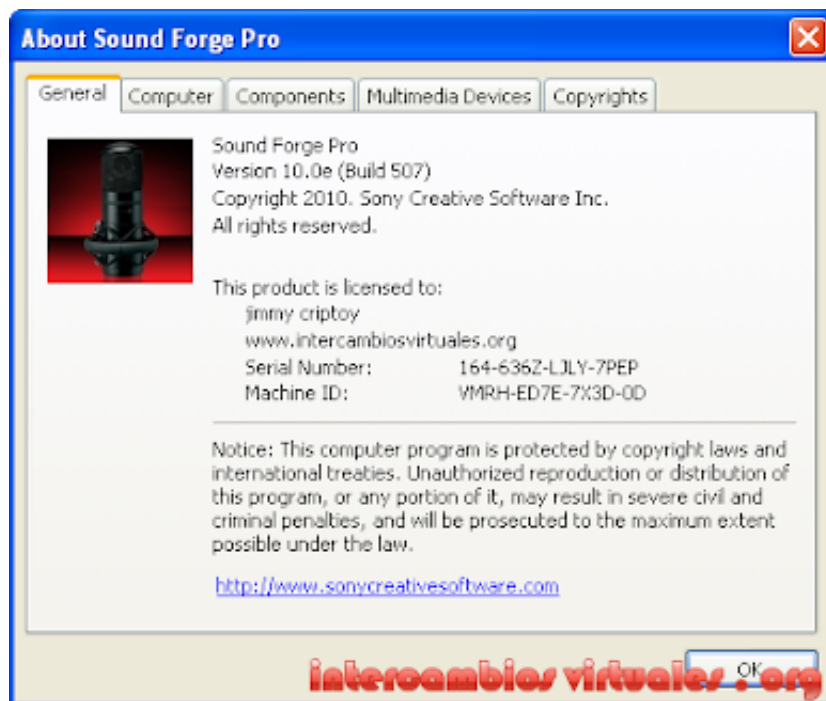 About Sound Forge Pro
General Computer Components Multimedia Devices Copyrights
Sound Forge Pro
Version 10.0e (Build 507)
Copyright 2010. Sony Creative Software Inc.
All rights reserved.
This product is licensed to:
jimmy criptoy
www.intercambiosvirtuales.org
Serial Number: 164-636Z-LJLY-7PEP
Machine ID: VMRH-ED7E-7X3D-0D
Notice: This computer program is protected by copyright laws and
international treaties. Unauthorized reproduction or distribution of
this program, or any portion of it, may result in severe civil and
criminal penalties, and will be prosecuted to the maximum extent
possible under the law.
http://www.sonycreativesoftware.com
OK
intercambios virtuales . org